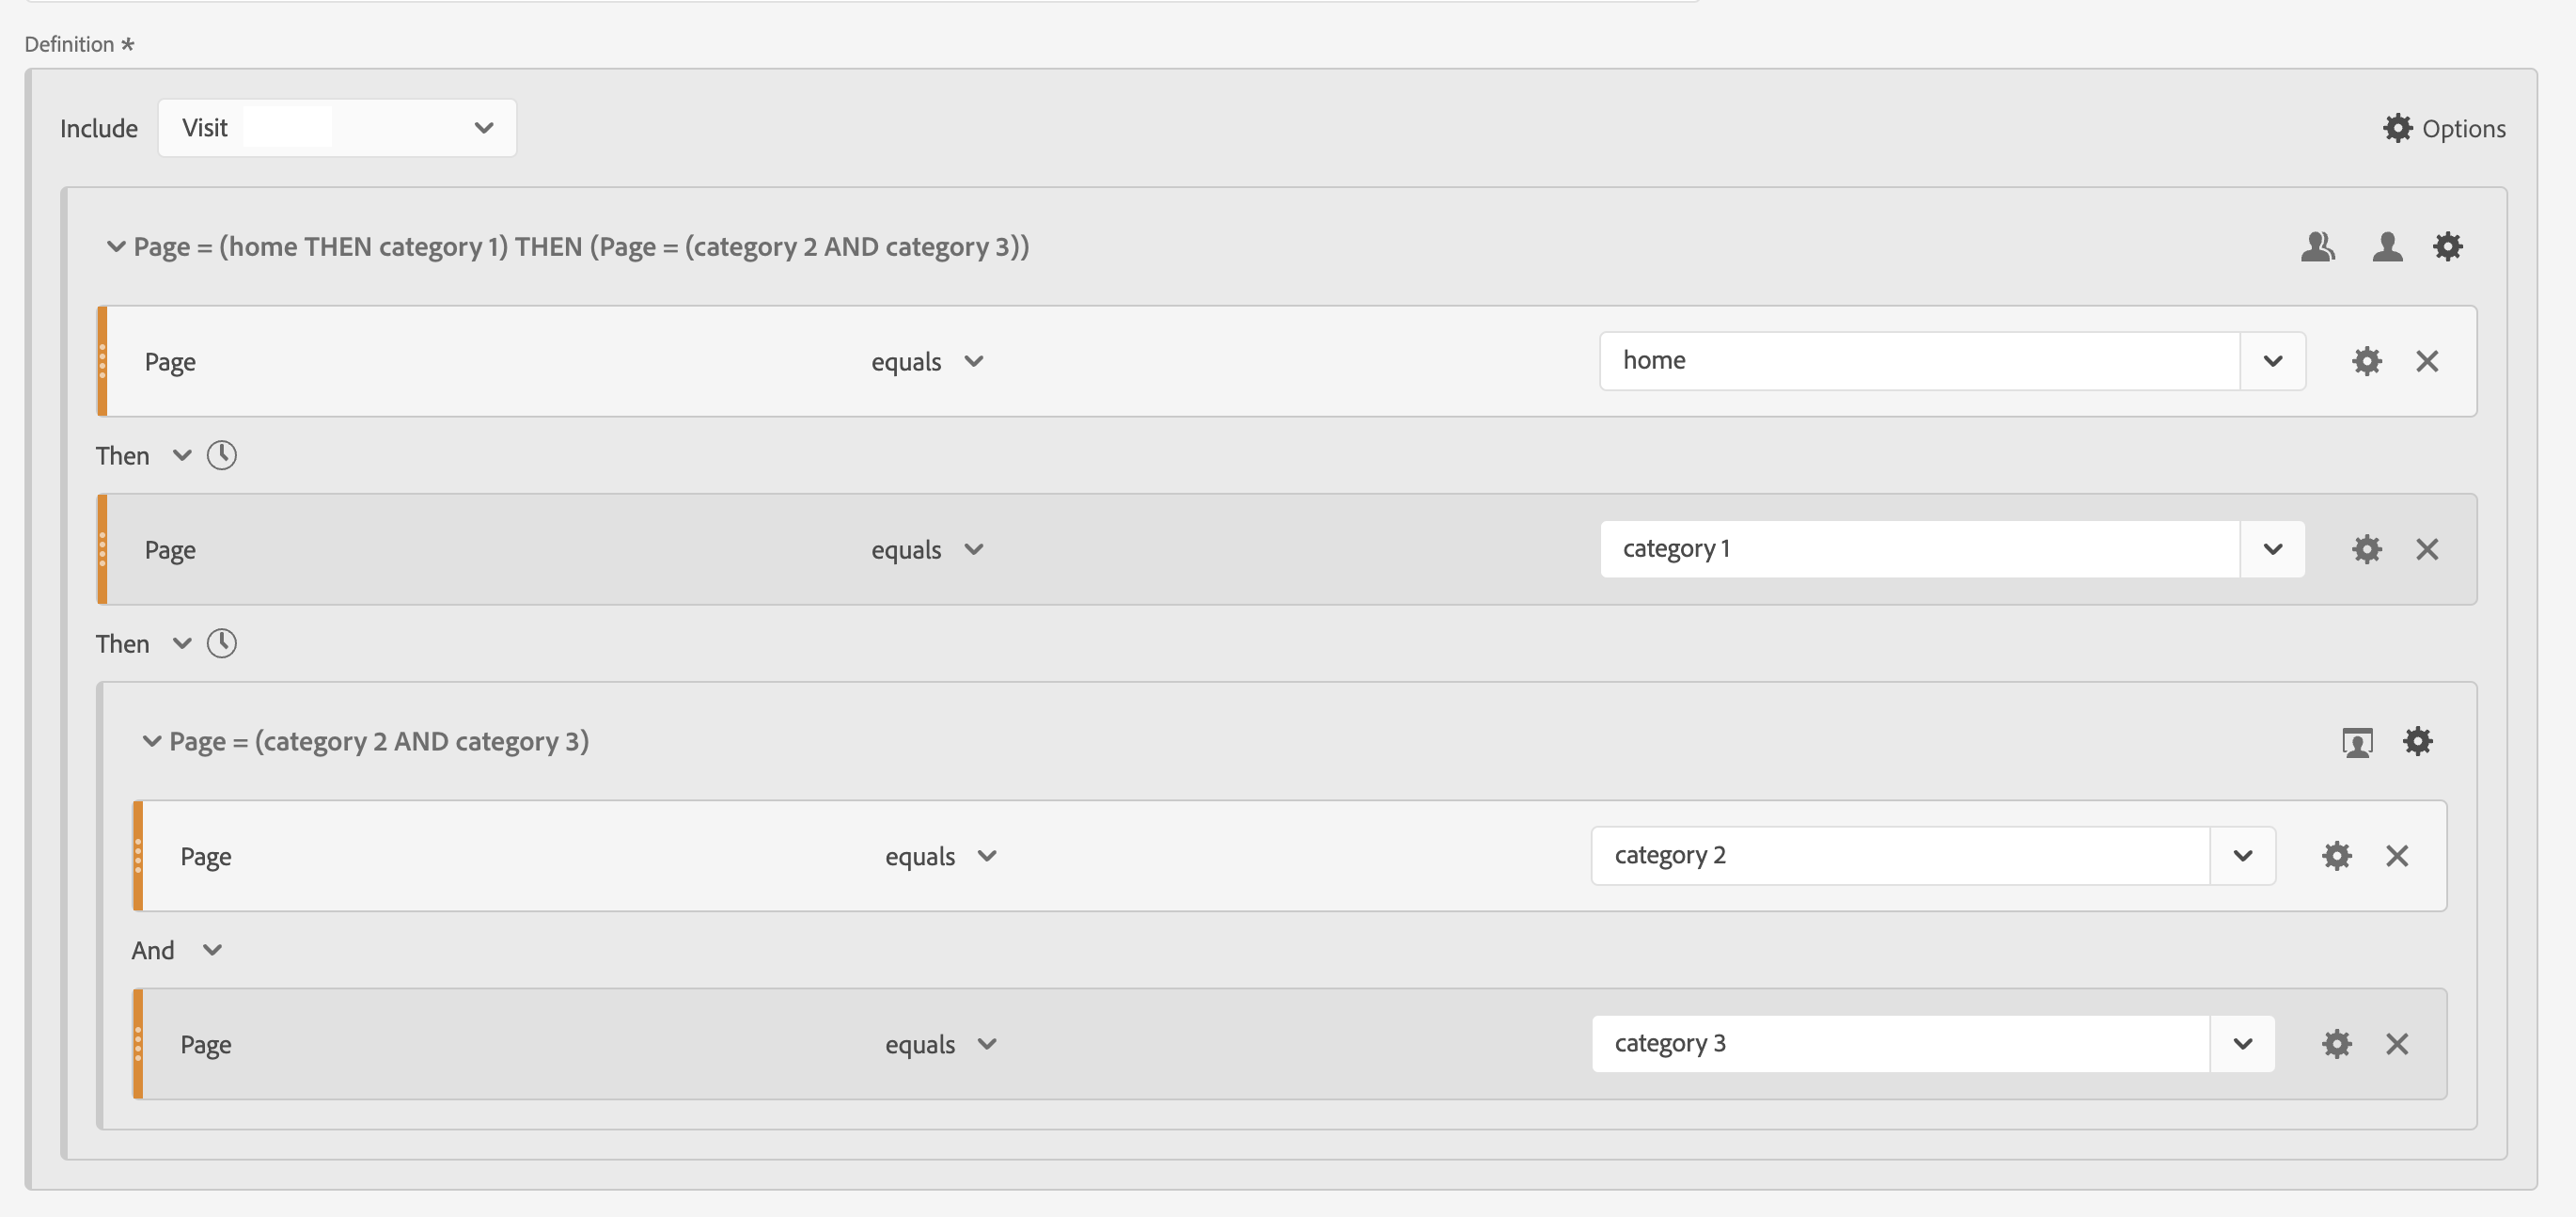 Definition *
Include Visit Options
Page = (home THEN category 1) THEN (Page = (category 2 AND category 3))
Page equals home
Then
Page equals category 1
Then
Page = (category 2 AND category 3)
Page equals category 2
And
Page equals category 3